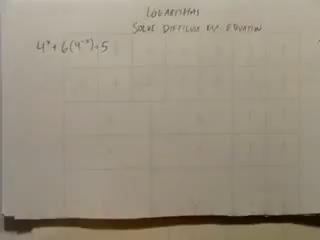 LOGARITHMS
SOLVE DIFFICULT EXP EQUATION
4^x + 6(4^-x) = 5